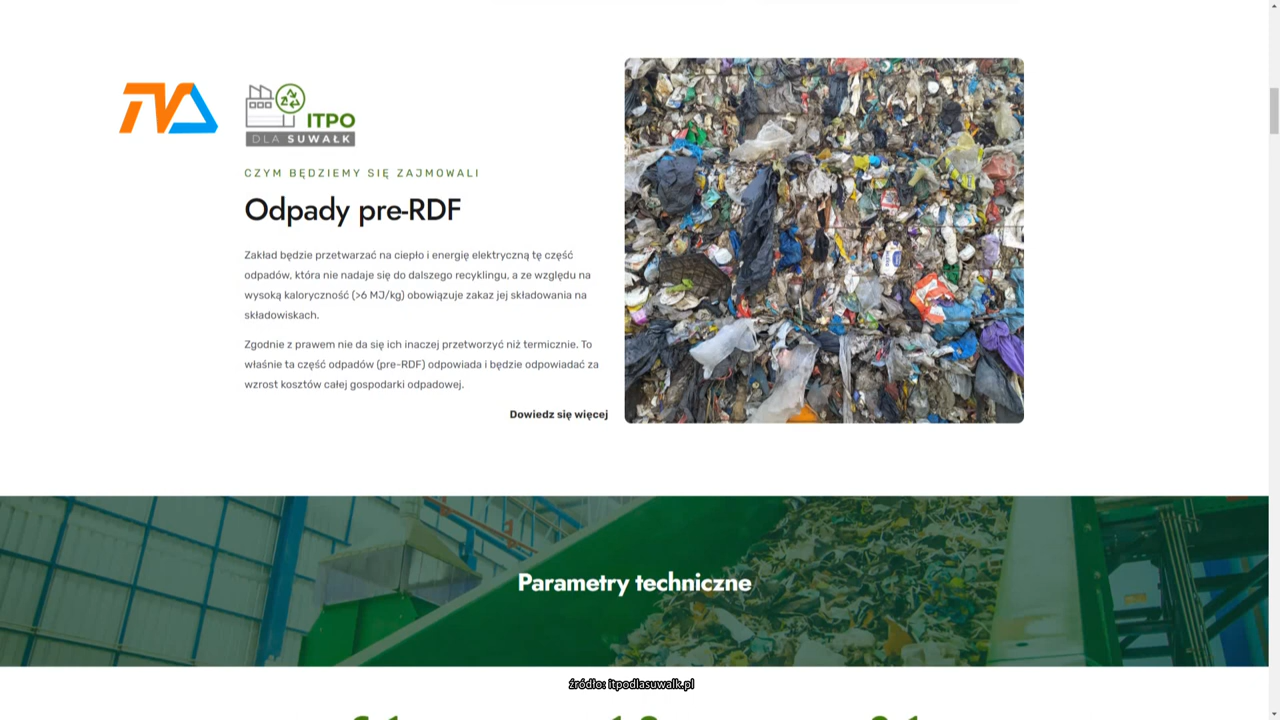 ITPO
DLA SUWAŁK
CZYM BĘDZIEMY SIĘ ZAJMOWALI
Odpady pre-RDF
Zakład będzie przetwarzać na ciepło i energię elektryczną tę część
odpadów, która nie nadaje się do dalszego recyklingu, a ze względu na
wysoką kaloryczność (>6 MJ/kg) obowiązuje zakaz jej składowania na
składowiskach.
Zgodnie z prawem nie da się ich inaczej przetworzyć niż termicznie. To
właśnie ta część odpadów (pre-RDF) odpowiada i będzie odpowiadać za
wzrost kosztów całej gospodarki odpadowej.
Dowiedz się więcej
Parametry techniczne
źródło: itpodlasuwalk.pl